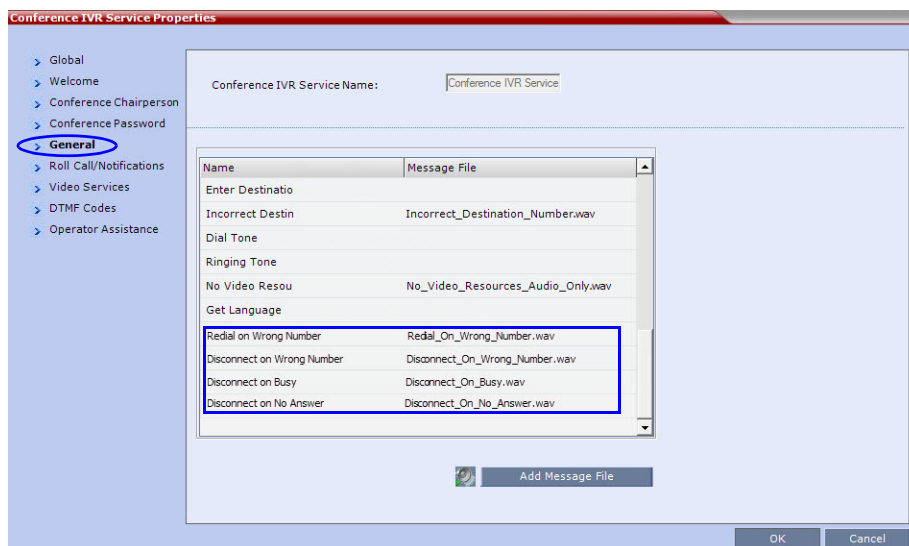 Conference IVR Service Properties
Global
Welcome
Conference Chairperson
Conference Password
General
Roll Call/Notifications
Video Services
DTMF Codes
Operator Assistance
Conference IVR Service Name: Conference IVR Service
Name Message File
Enter Destinatio
Incorrect Destin Incorrect_Destination_Number.wav
Dial Tone
Ringing Tone
No Video Resou No_Video_Resources_Audio_Only.wav
Get Language
Redial on Wrong Number Redial_On_Wrong_Number.wav
Disconnect on Wrong Number Disconnect_On_Wrong_Number.wav
Disconnect on Busy Disconnect_On_Busy.wav
Disconnect on No Answer Disconnect_On_No_Answer.wav
Add Message File
OK Cancel